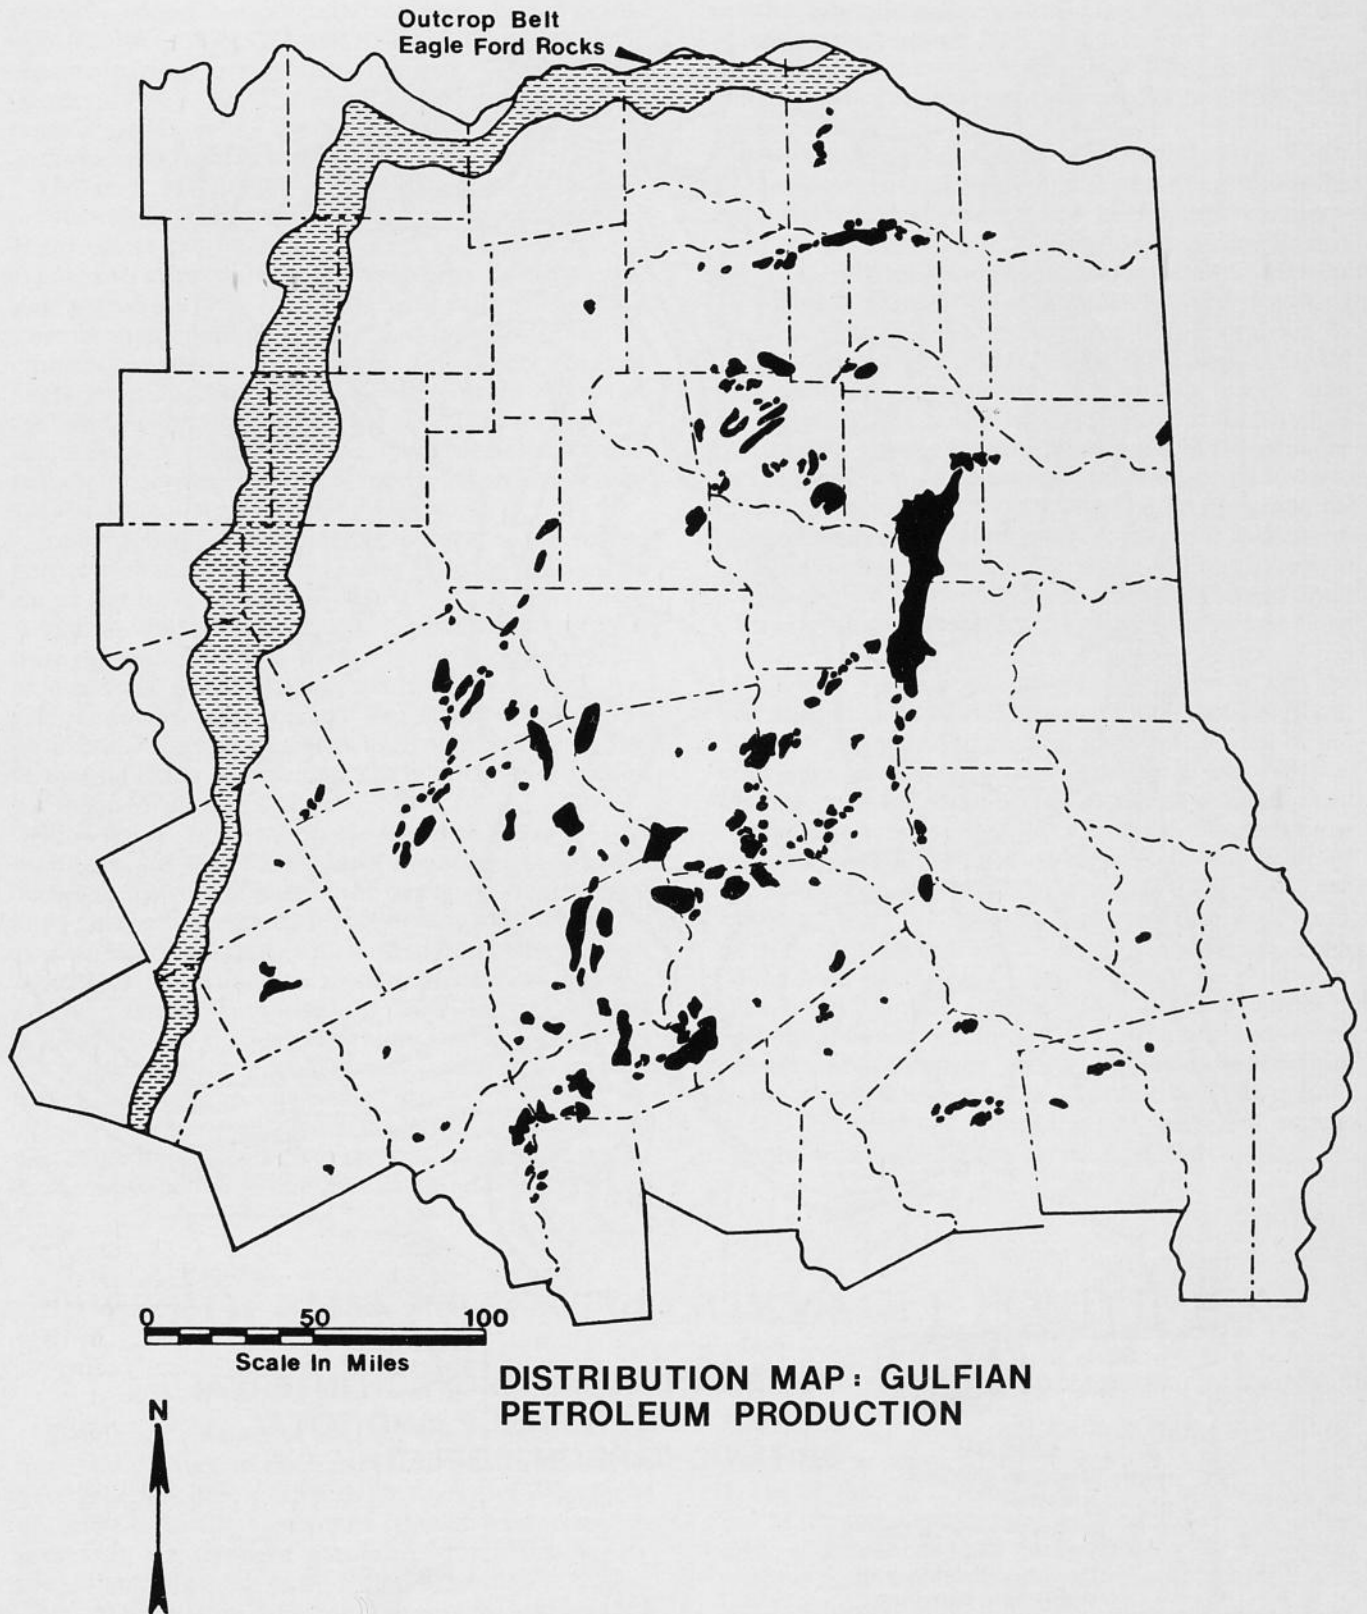 Outcrop Belt
Eagle Ford Rocks
0 50 100
Scale In Miles
DISTRIBUTION MAP: GULFIAN
PETROLEUM PRODUCTION
N